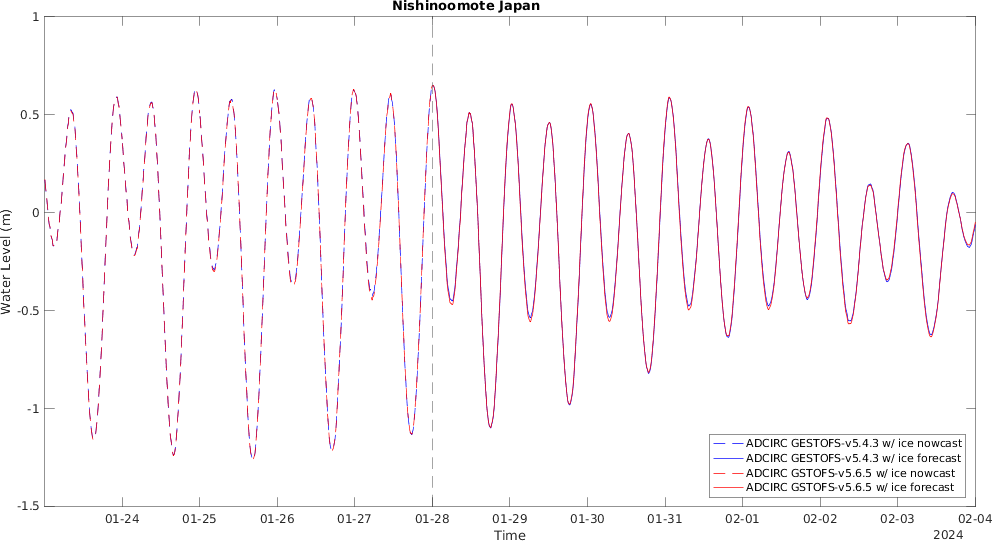 Nishinoomote Japan
Water Level (m)
1
0.5
0
-0.5
-1
-1.5
01-24
01-25
01-26
01-27
01-28
01-29
01-30
01-31
02-01
02-02
02-03
02-04
Time
2024
ADCIRC GESTOFS-v5.4.3 w/ ice nowcast
ADCIRC GESTOFS-v5.4.3 w/ ice forecast
ADCIRC GSTOFS-v5.6.5 w/ ice nowcast
ADCIRC GSTOFS-v5.6.5 w/ ice forecast